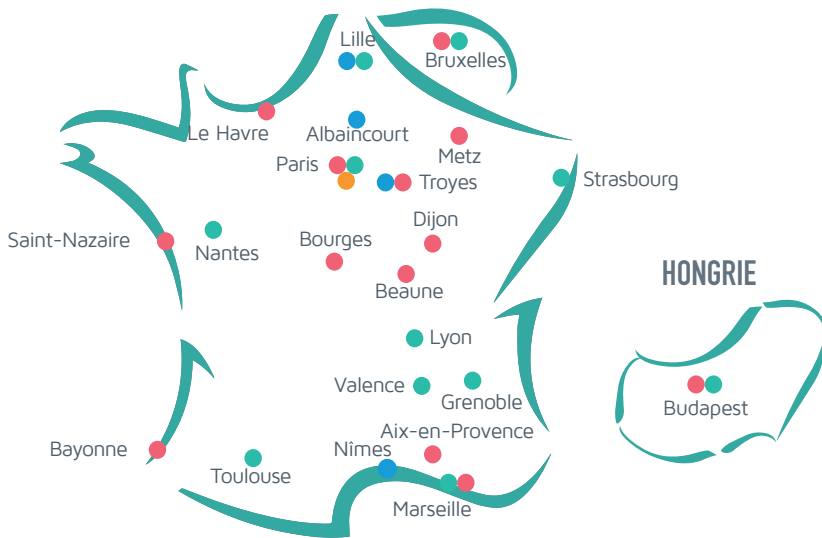 Lille
Bruxelles
Le Havre
Albaincourt
Metz
Paris
Troyes
Strasbourg
Saint-Nazaire
Nantes
Bourges
Dijon
Beaune
HONGRIE
Lyon
Valence
Grenoble
Budapest
Bayonne
Toulouse
Nîmes
Aix-en-Provence
Marseille